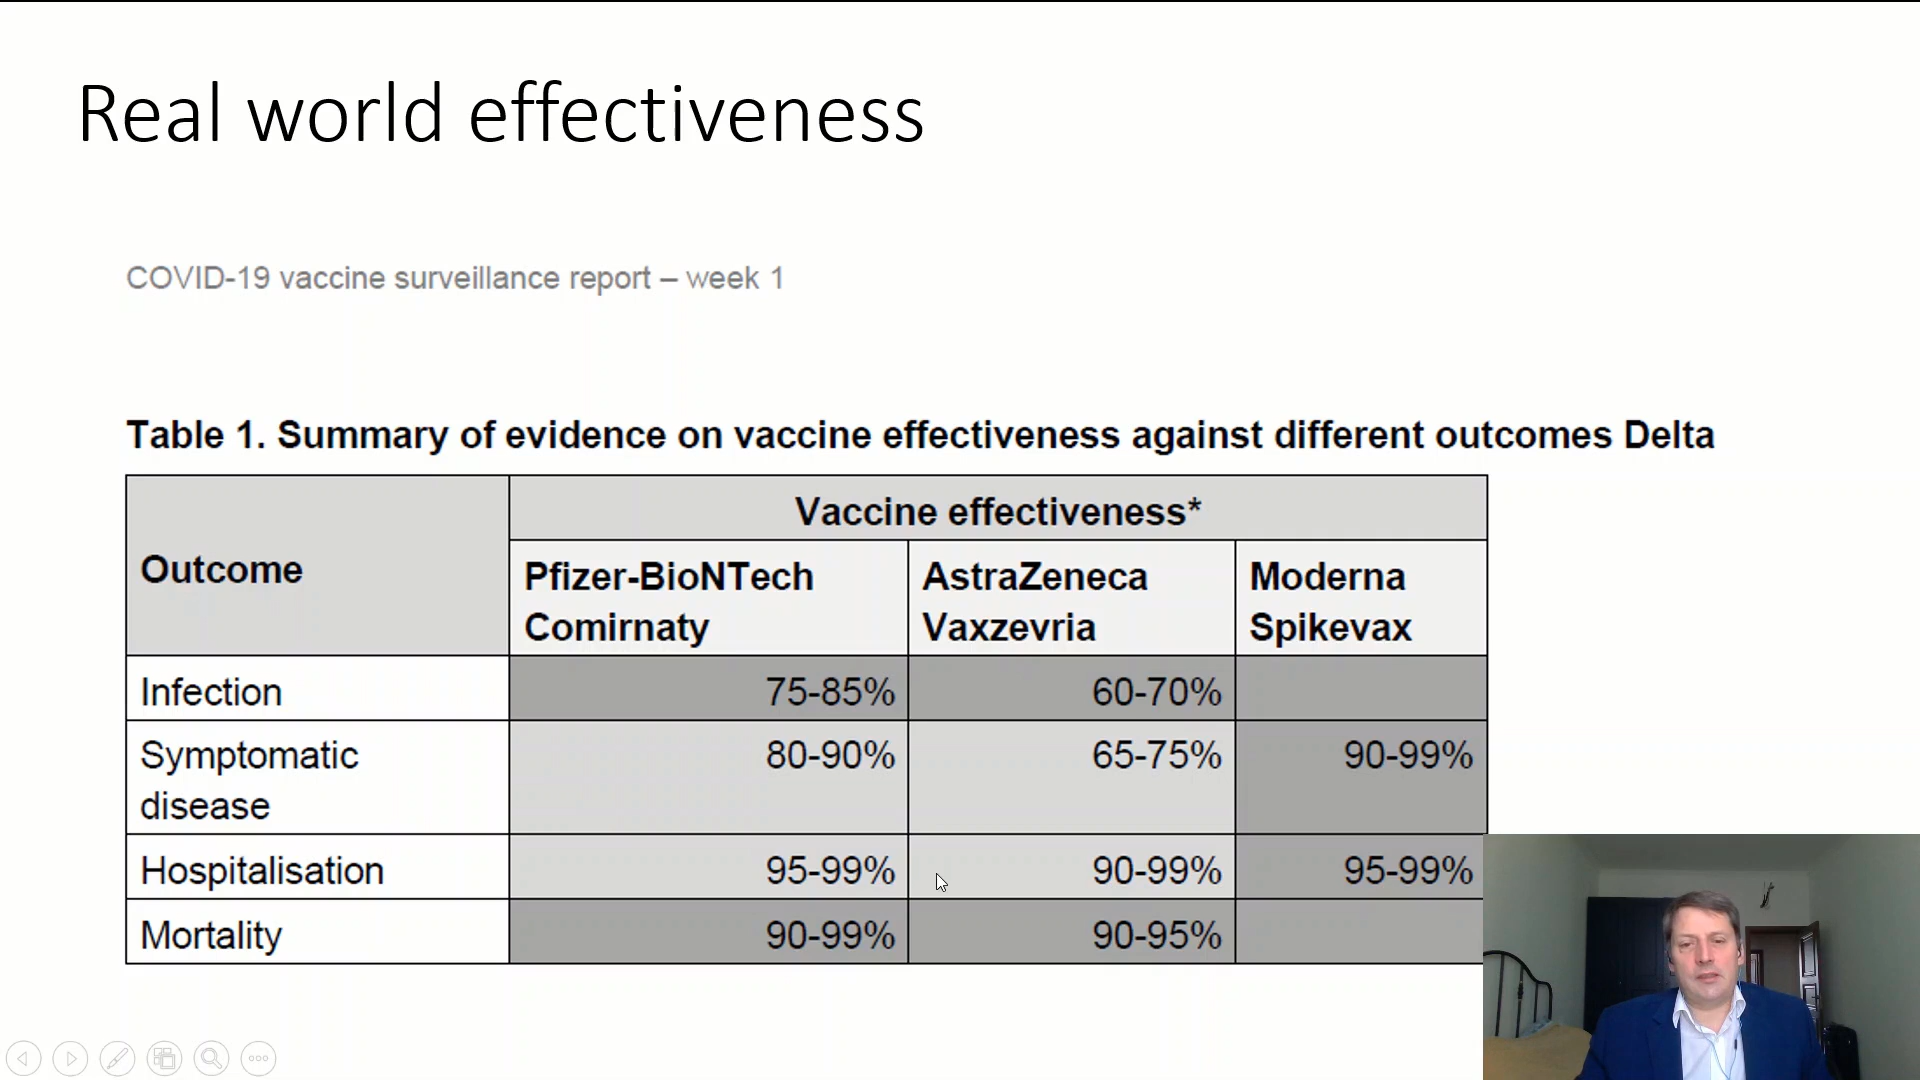 Real world effectiveness
COVID-19 vaccine surveillance report – week 1
Table 1. Summary of evidence on vaccine effectiveness against different outcomes Delta
Outcome
Vaccine effectiveness*
Pfizer-BioNTech
Comirnaty
AstraZeneca
Vaxzevria
Moderna
Spikevax
Infection 75-85% 60-70%
Symptomatic 80-90% 65-75% 90-99%
disease
Hospitalisation 95-99% 90-99% 95-99%
Mortality 90-99% 90-95%